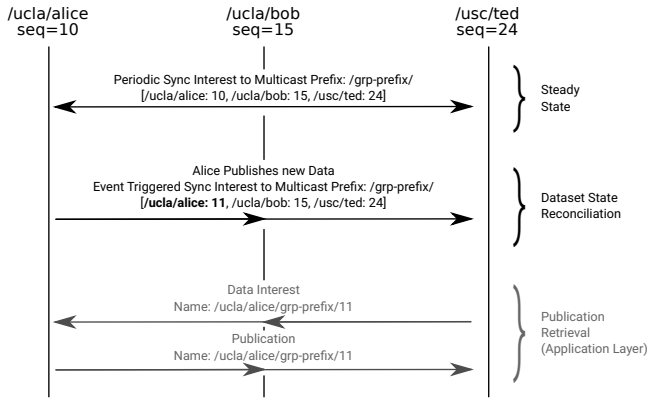 /ucla/alice
seq=10
/ucla/bob
seq=15
/usc/ted
seq=24
Periodic Sync Interest to Multicast Prefix: /grp-prefix/
[/ucla/alice: 10, /ucla/bob: 15, /usc/ted: 24]
Steady
State
Alice Publishes new Data
Event Triggered Sync Interest to Multicast Prefix: /grp-prefix/
[/ucla/alice: 11, /ucla/bob: 15, /usc/ted: 24]
Dataset State
Reconciliation
Data Interest
Name: /ucla/alice/grp-prefix/11
Publication
Name: /ucla/alice/grp-prefix/11
Publication
Retrieval
(Application Layer)